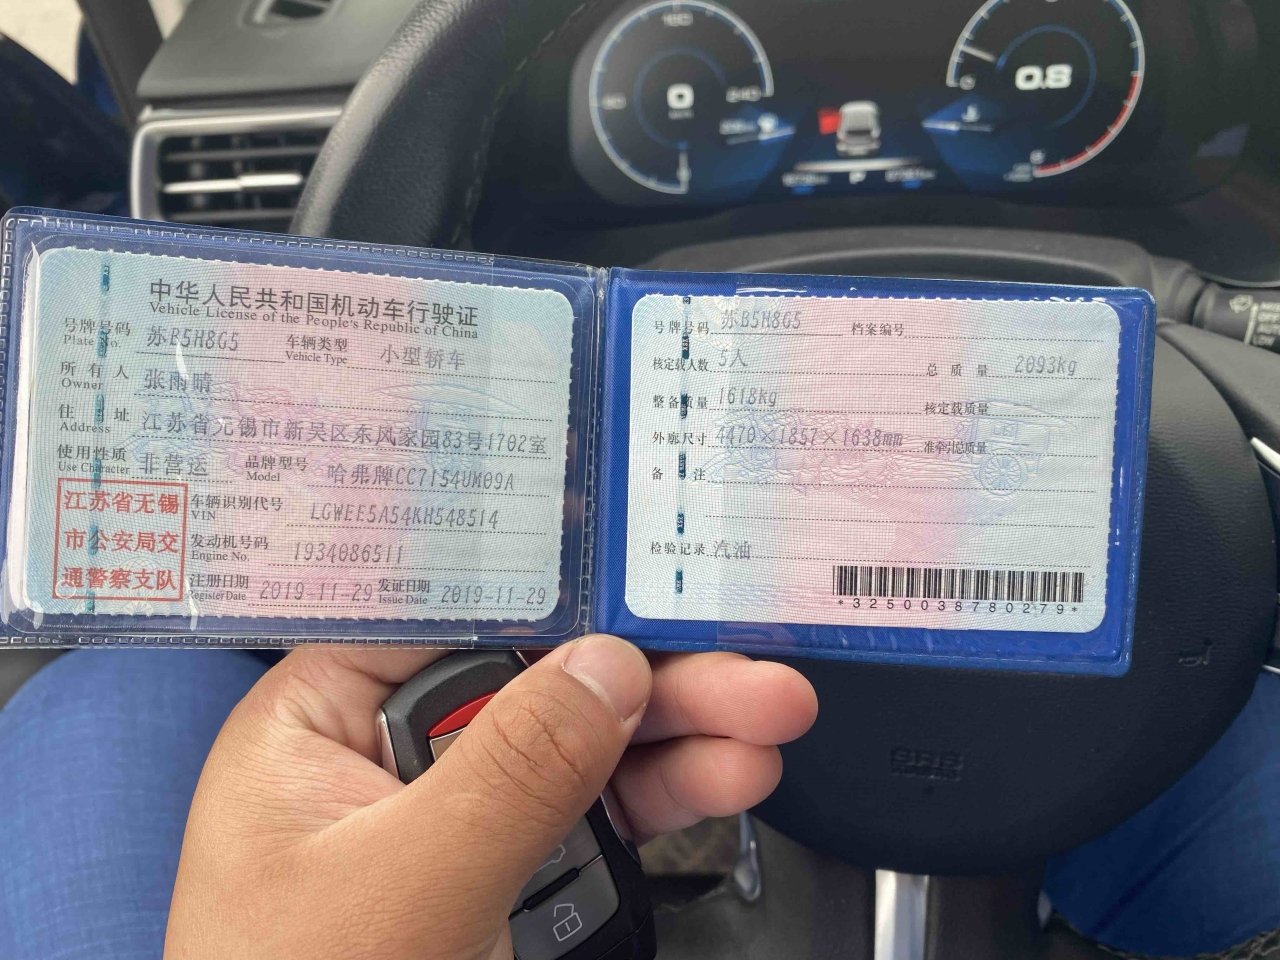 中华人民共和国机动车行驶证
Vehicle License of the People's Republic of China
号牌号码 苏B5H8G5 车辆类型 小型轿车
Plate No. Vehicle Type
所有人 张雨晴
Owner
住址 江苏省无锡市新吴区东风家园83号1702室
Address
使用性质 非营运 品牌型号 哈弗牌CC7154UM09A
Use Character Model
江苏省无锡
市公安局交
通警察支队
车辆识别代号 LGWEE5A54KH548514
VIN
发动机号码 1934086511
Engine No.
注册日期 2019-11-29 发证日期 2019-11-29
Register Date Issue Date
号牌号码 苏B5H8G5 档案编号
核定载人数 5人 总质量 2093kg
整备质量 1618kg 核定载质量
外廓尺寸 4470×1857×1638mm 准牵引总质量
备注
检验记录 汽油
*3250038780279*
0
240
160
0.8
SRS